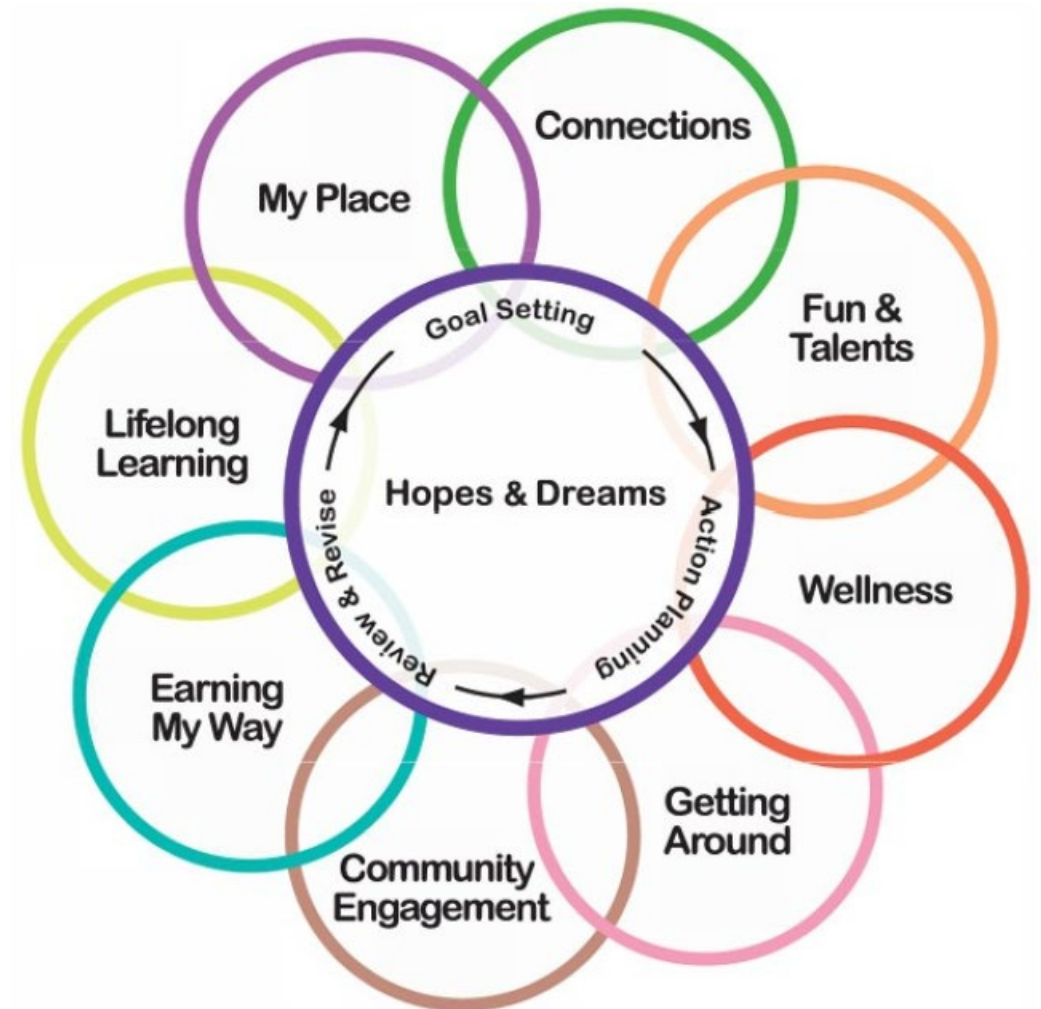 Connections
My Place
Fun &
Talents
Goal Setting
Lifelong
Learning
Hopes & Dreams
Action Planning
Review & Revise
Wellness
Earning
My Way
Getting
Around
Community
Engagement